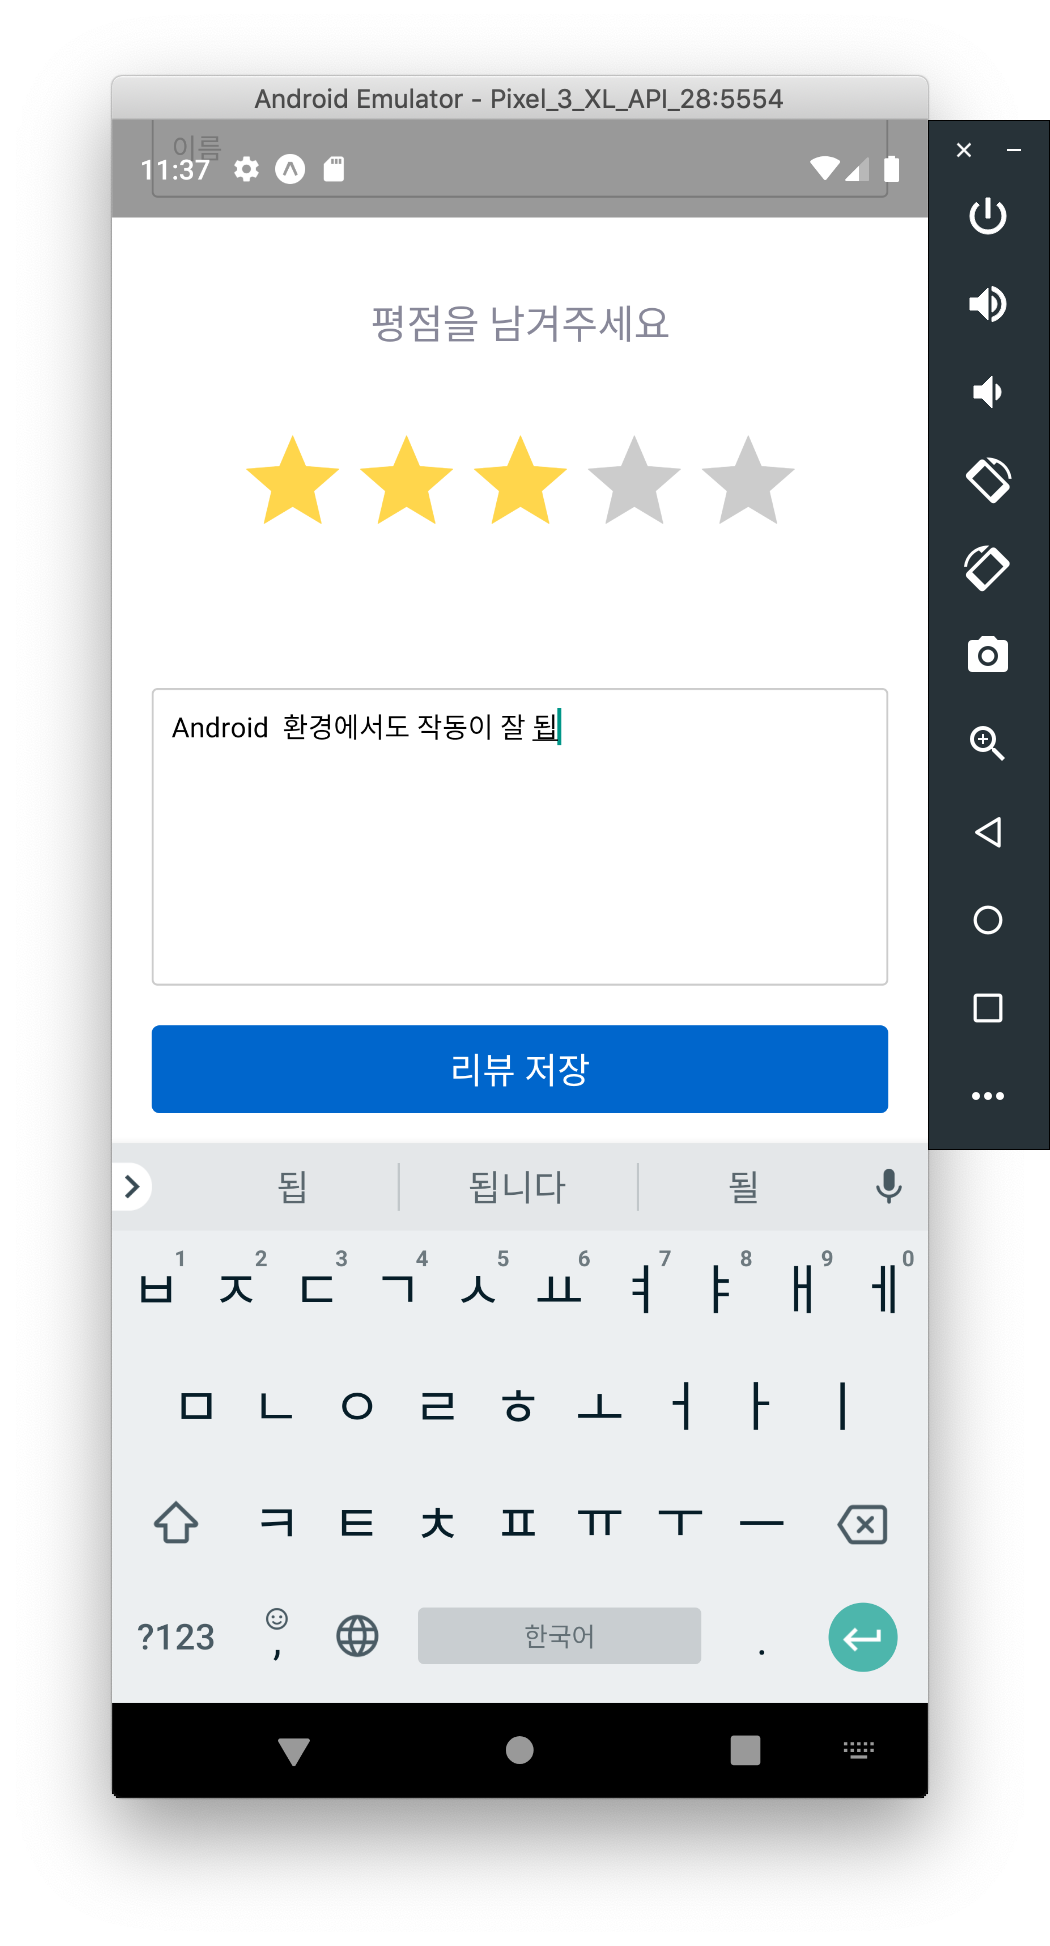 Android Emulator - Pixel_3_XL_API_28:5554
이름
11:37
평점을 남겨주세요
Android  환경에서도 작동이 잘 됩
리뷰 저장
됩 됩니다 될
1 2 3 4 5 6 7 8 9 0
ㅂ ㅈ ㄷ ㄱ ㅅ ㅛ ㅕ ㅑ ㅐ ㅔ
ㅁ ㄴ ㅇ ㄹ ㅎ ㅗ ㅓ ㅏ ㅣ
ㅋ ㅌ ㅊ ㅍ ㅠ ㅜ ㅡ
?123 , 한국어 .